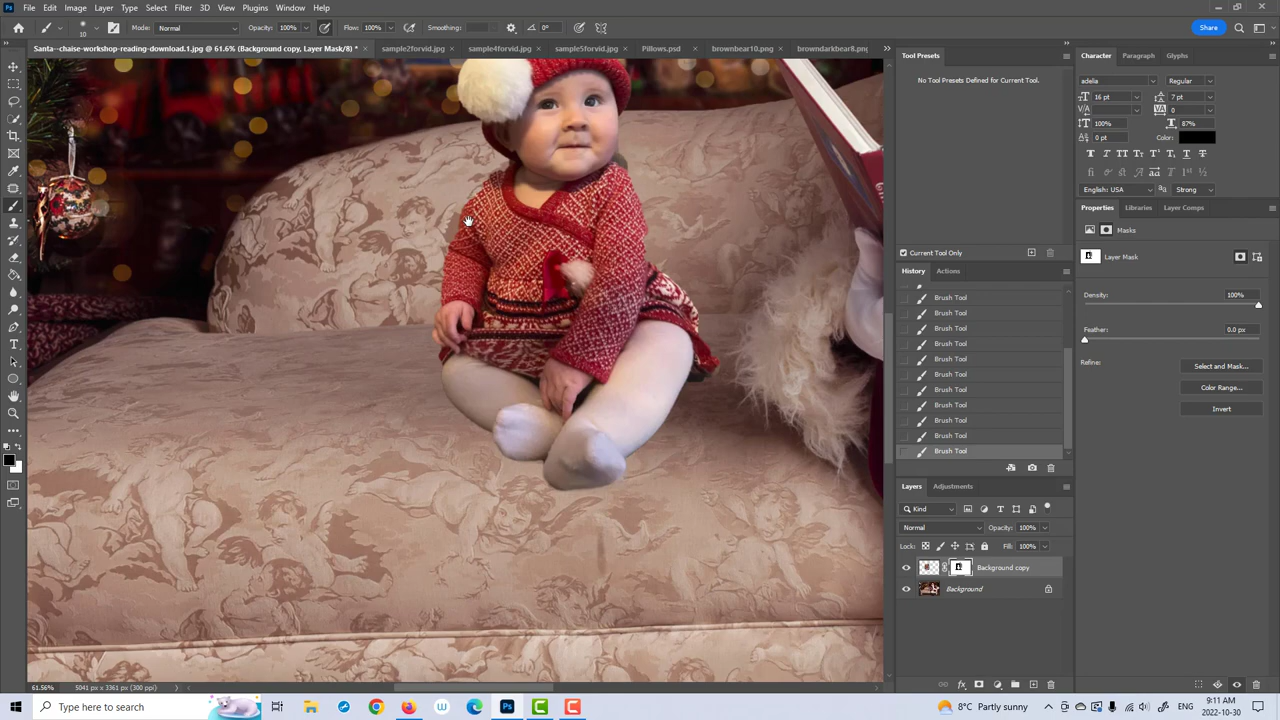 File Edit Image Layer Type Select Filter 3D View Plugins Window Help
Share
10 Mode: Normal Opacity: 100% Flow: 100% Smoothing: 0°
Santa--chaise-workshop-reading-download.1.jpg @ 61.6% (Background copy, Layer Mask/8) * sample2forvid.jpg sample4forvid.jpg sample5forvid.jpg Pillows.psd brownbear10.png browndarkbear8.png
Tool Presets
No Tool Presets Defined for Current Tool.
Current Tool Only
History Actions
Brush Tool
Brush Tool
Brush Tool
Brush Tool
Brush Tool
Brush Tool
Brush Tool
Brush Tool
Brush Tool
Brush Tool
Brush Tool
Layers Adjustments
Kind
Normal Opacity: 100%
Lock: Fill: 100%
Background copy
Background
Character Paragraph Glyphs
adelia Regular
16 pt 7 pt
0
100% 87%
0 pt Color:
English: USA Strong
Properties Libraries Layer Comps
Masks
Layer Mask
Density: 100%
Feather: 0.0 px
Refine: Select and Mask...
Color Range...
Invert
61.56% 5041 px x 3361 px (300 ppi)
Type here to search
8°C Partly sunny
9:11 AM
2022-10-30